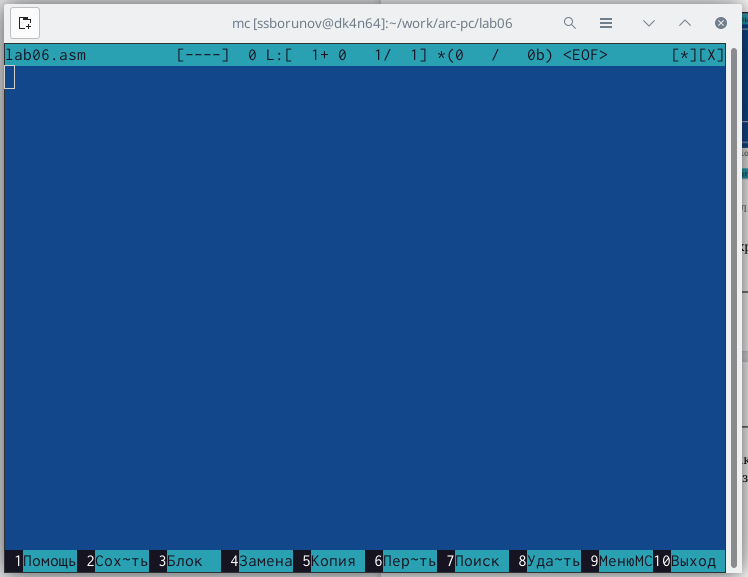 mc [ssborunov@dk4n64]:~/work/arc-pc/lab06
lab06.asm [----] 0 L:[ 1+ 0 1/ 1] *(0 / 0b) <EOF> [*][X]
1Помощь 2Сох~ть 3Блок 4Замена 5Копия 6Пер~ть 7Поиск 8Уда~ть 9МенюMC 10Выход